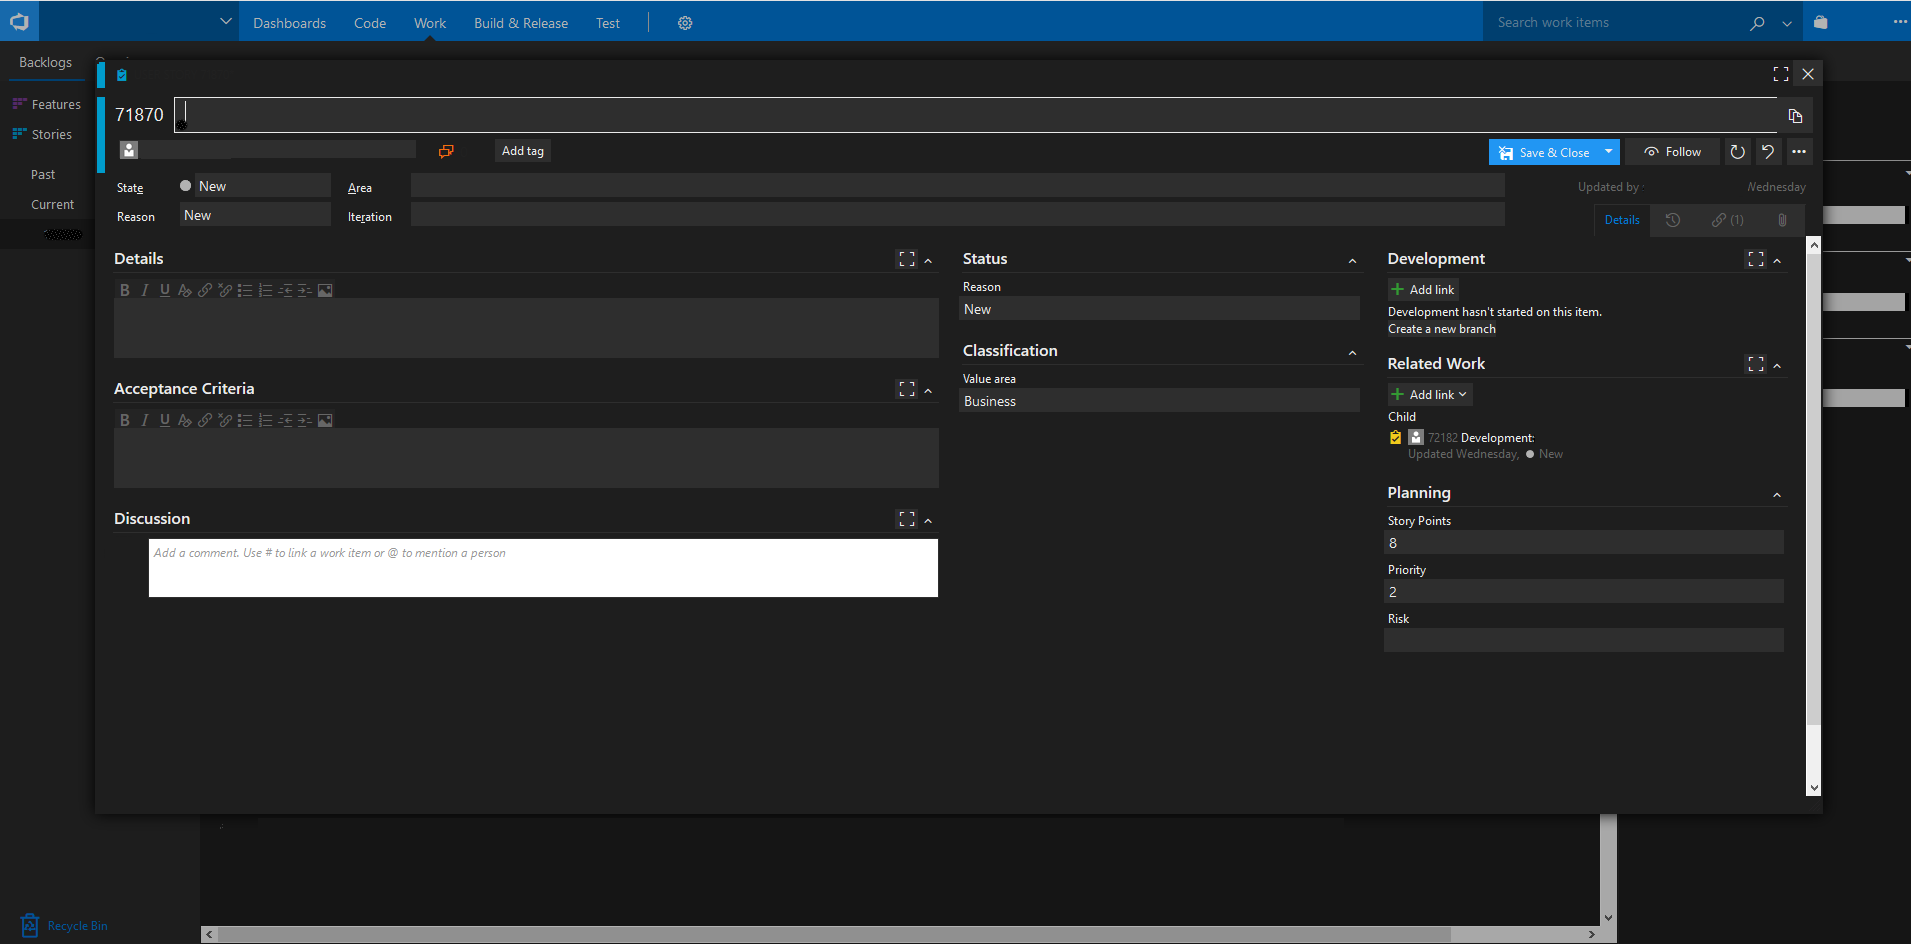 Dashboards Code Work Build & Release Test Search work items
Backlogs
Features
Stories
Past
Current
Recycle Bin
71870
Add tag
Save & Close Follow
State New Area
Updated by Wednesday
Reason New Iteration
Details (1)
Details
Acceptance Criteria
Discussion
Add a comment. Use # to link a work item or @ to mention a person
Status
Reason
New
Classification
Value area
Business
Development
Add link
Development hasn't started on this item.
Create a new branch
Related Work
Add link
Child
72182 Development:
Updated Wednesday, New
Planning
Story Points
8
Priority
2
Risk